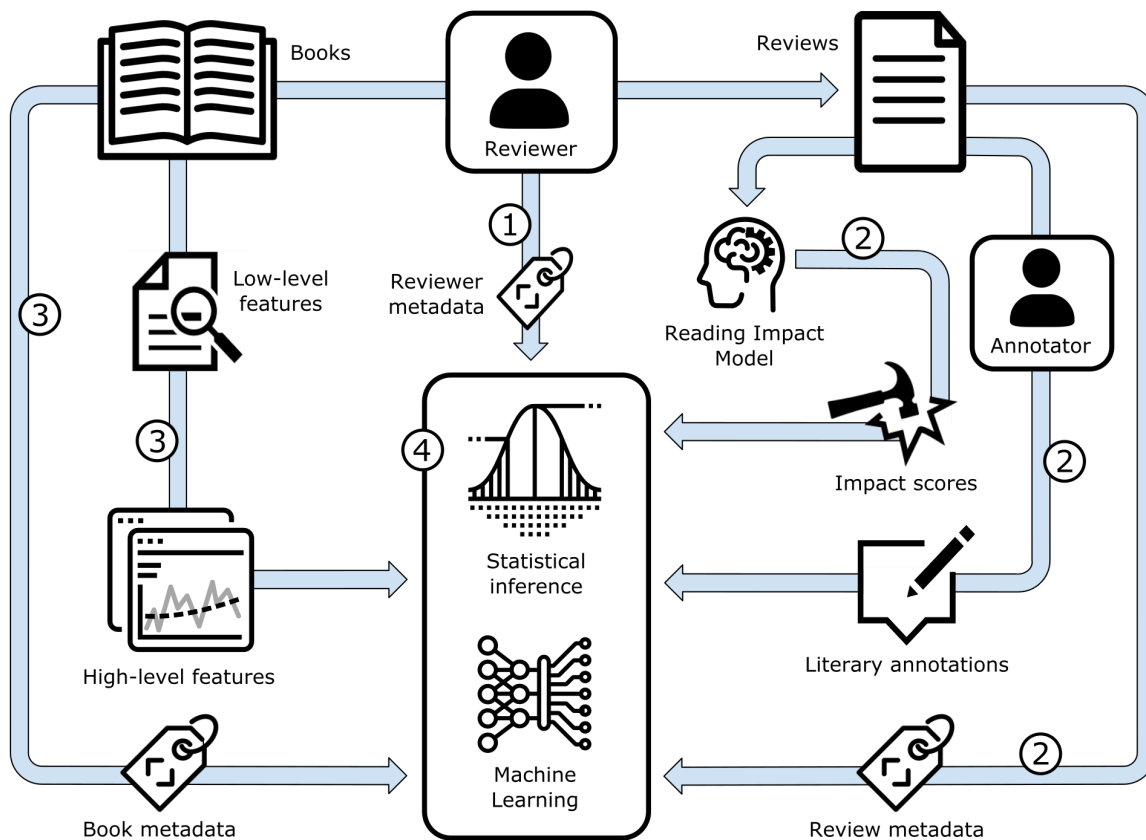 Books
Reviewer
Reviews
1
2
3
Low-level
features
Reviewer
metadata
Reading Impact
Model
Annotator
3
4
2
Impact scores
Statistical
inference
High-level features
Literary annotations
2
Machine
Learning
Book metadata
Review metadata